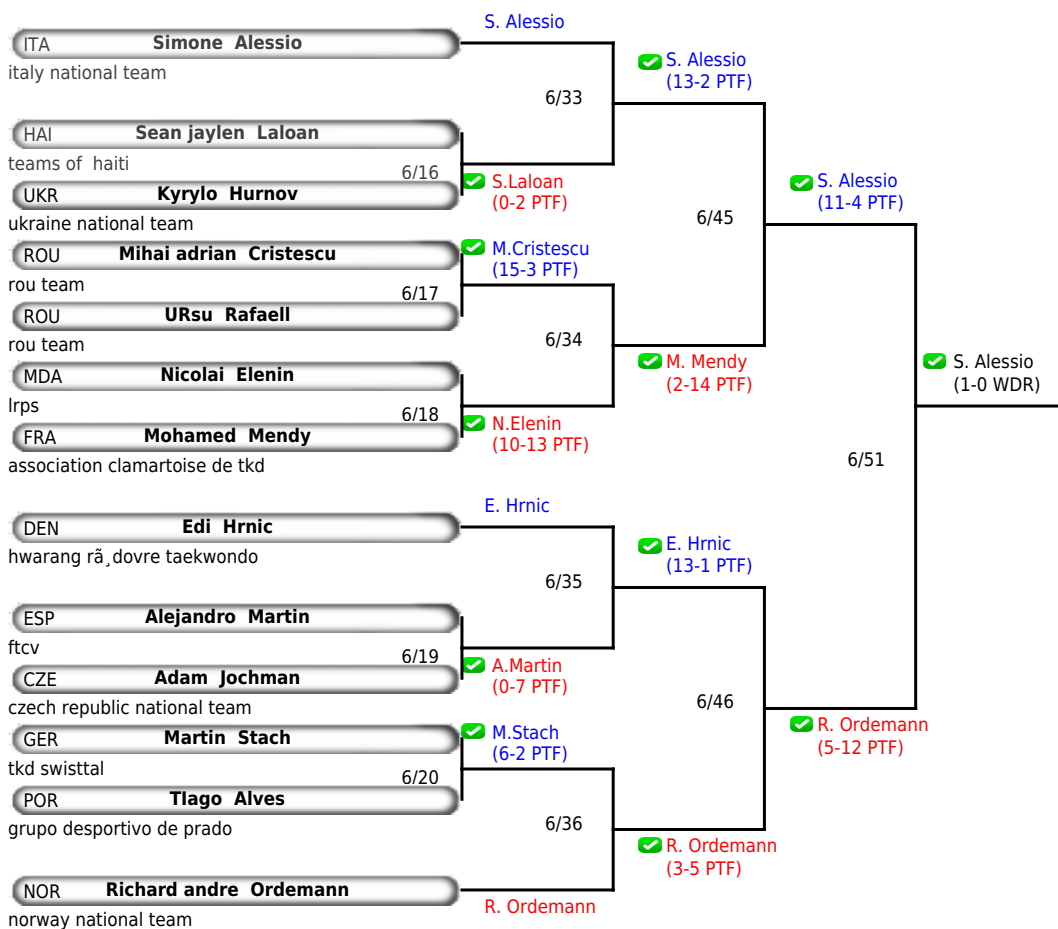 S. Alessio
ITA Simone Alessio
italy national team
S. Alessio
(13-2 PTF)
6/33
HAI Sean jaylen Laloan
teams of haiti
6/16
S.Laloan
(0-2 PTF)
UKR Kyrylo Hurnov
ukraine national team
S. Alessio
(11-4 PTF)
6/45
ROU Mihai adrian Cristescu
rou team
M.Cristescu
(15-3 PTF)
6/17
ROU URsu Rafaell
rou team
6/34
MDA Nicolai Elenin
lrps
M. Mendy
(2-14 PTF)
S. Alessio
(1-0 WDR)
6/18
N.Elenin
(10-13 PTF)
FRA Mohamed Mendy
association clamartoise de tkd
6/51
E. Hrnic
DEN Edi Hrnic
hwarang rã¸dovre taekwondo
E. Hrnic
(13-1 PTF)
6/35
ESP Alejandro Martin
ftcv
6/19
A.Martin
(0-7 PTF)
CZE Adam Jochman
czech republic national team
6/46
GER Martin Stach
tkd swisttal
M.Stach
(6-2 PTF)
R. Ordemann
(5-12 PTF)
6/20
POR TIago Alves
grupo desportivo de prado
6/36
R. Ordemann
(3-5 PTF)
NOR Richard andre Ordemann
norway national team
R. Ordemann